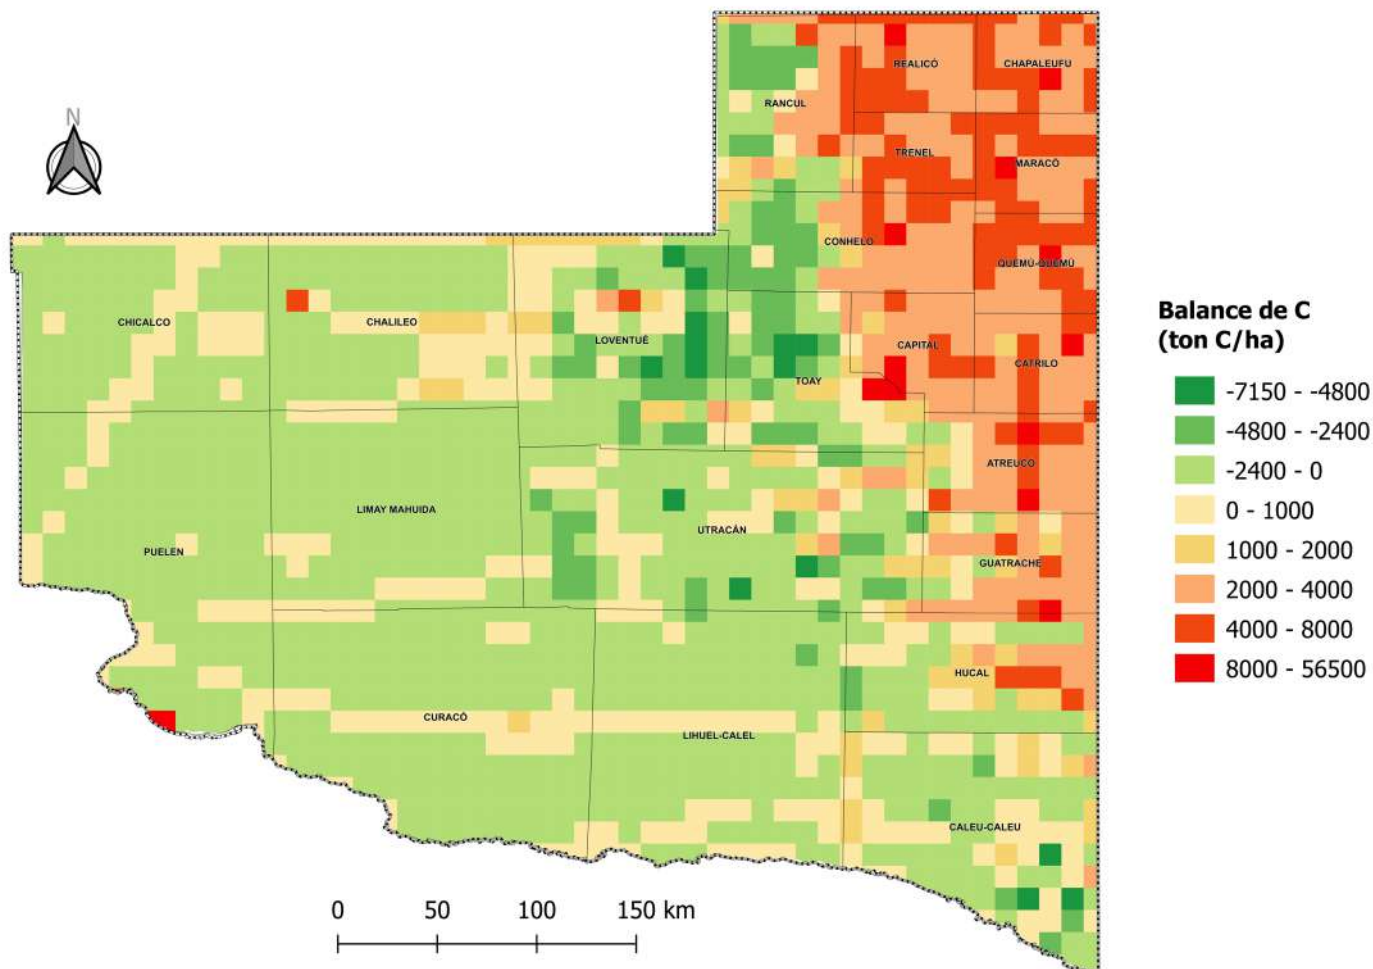 N
REALICÓ
CHAPALEUFU
RANCUL
TRENEL
MARACÓ
CONHELO
QUEMÚ-QUEMÚ
CHICALCO
CHALILEO
LOVENTUÉ
CAPITAL
CATRILO
TOAY
ATREUCO
LIMAY MAHUIDA
UTRACÁN
PUELEN
GUATRACHE
HUCAL
CURACÓ
LIHUEL-CALEL
CALEU-CALEU
0 50 100 150 km
Balance de C
(ton C/ha)
-7150 - -4800
-4800 - -2400
-2400 - 0
0 - 1000
1000 - 2000
2000 - 4000
4000 - 8000
8000 - 56500